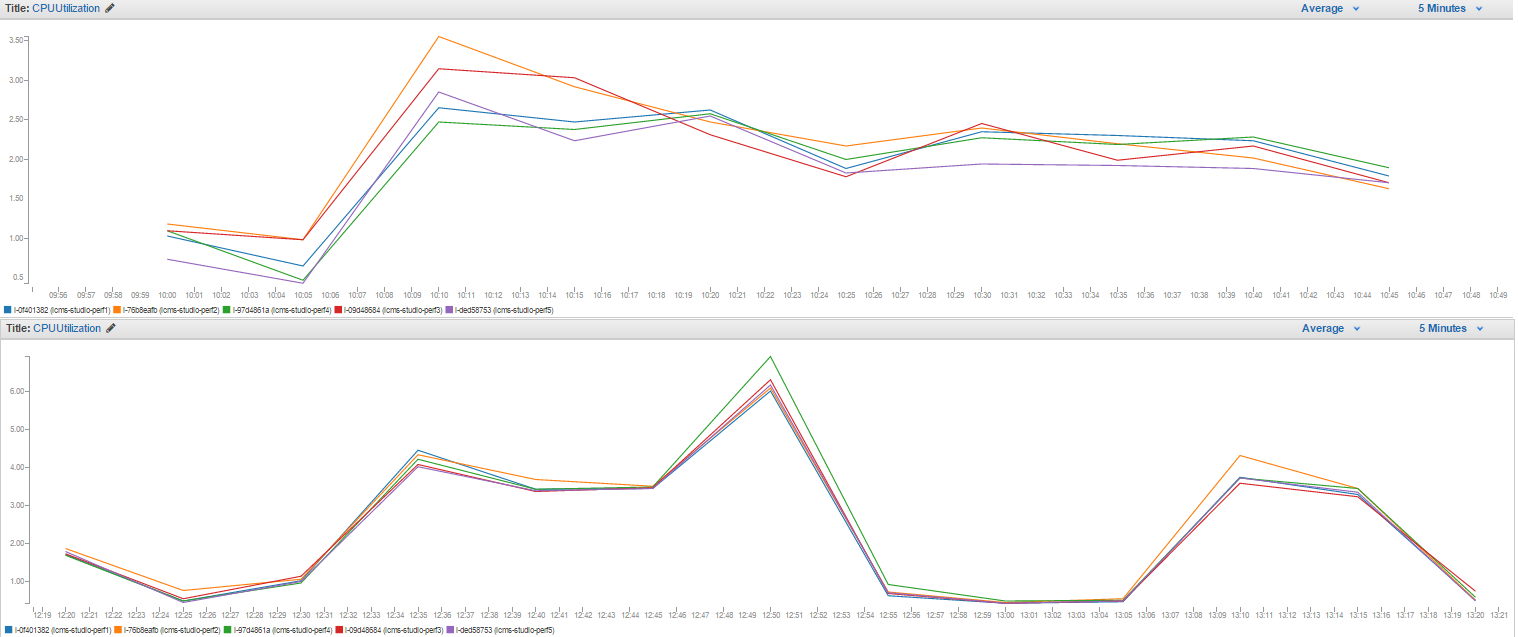 Title: CPUUtilization Average 5 Minutes
3.50
3.00
2.50
2.00
1.50
1.00
0.5
09:56 09:57 09:58 09:59 10:00 10:01 10:02 10:03 10:04 10:05 10:06 10:07 10:08 10:09 10:10 10:11 10:12 10:13 10:14 10:15 10:16 10:17 10:18 10:19 10:20 10:21 10:22 10:23 10:24 10:25 10:26 10:27 10:28 10:29 10:30 10:31 10:32 10:33 10:34 10:35 10:36 10:37 10:38 10:39 10:40 10:41 10:42 10:43 10:44 10:45 10:46 10:47 10:48 10:49
i-0f401382 (lcms-studio-perf1) i-76b8eafb (lcms-studio-perf2) i-97d4861a (lcms-studio-perf4) i-09d48684 (lcms-studio-perf3) i-ded58753 (lcms-studio-perf5)
Title: CPUUtilization Average 5 Minutes
6.00
5.00
4.00
3.00
2.00
1.00
12:19 12:20 12:21 12:22 12:23 12:24 12:25 12:26 12:27 12:28 12:29 12:30 12:31 12:32 12:33 12:34 12:35 12:36 12:37 12:38 12:39 12:40 12:41 12:42 12:43 12:44 12:45 12:46 12:47 12:48 12:49 12:50 12:51 12:52 12:53 12:54 12:55 12:56 12:57 12:58 12:59 13:00 13:01 13:02 13:03 13:04 13:05 13:06 13:07 13:08 13:09 13:10 13:11 13:12 13:13 13:14 13:15 13:16 13:17 13:18 13:19 13:20 13:21
i-0f401382 (lcms-studio-perf1) i-76b8eafb (lcms-studio-perf2) i-97d4861a (lcms-studio-perf4) i-09d48684 (lcms-studio-perf3) i-ded58753 (lcms-studio-perf5)